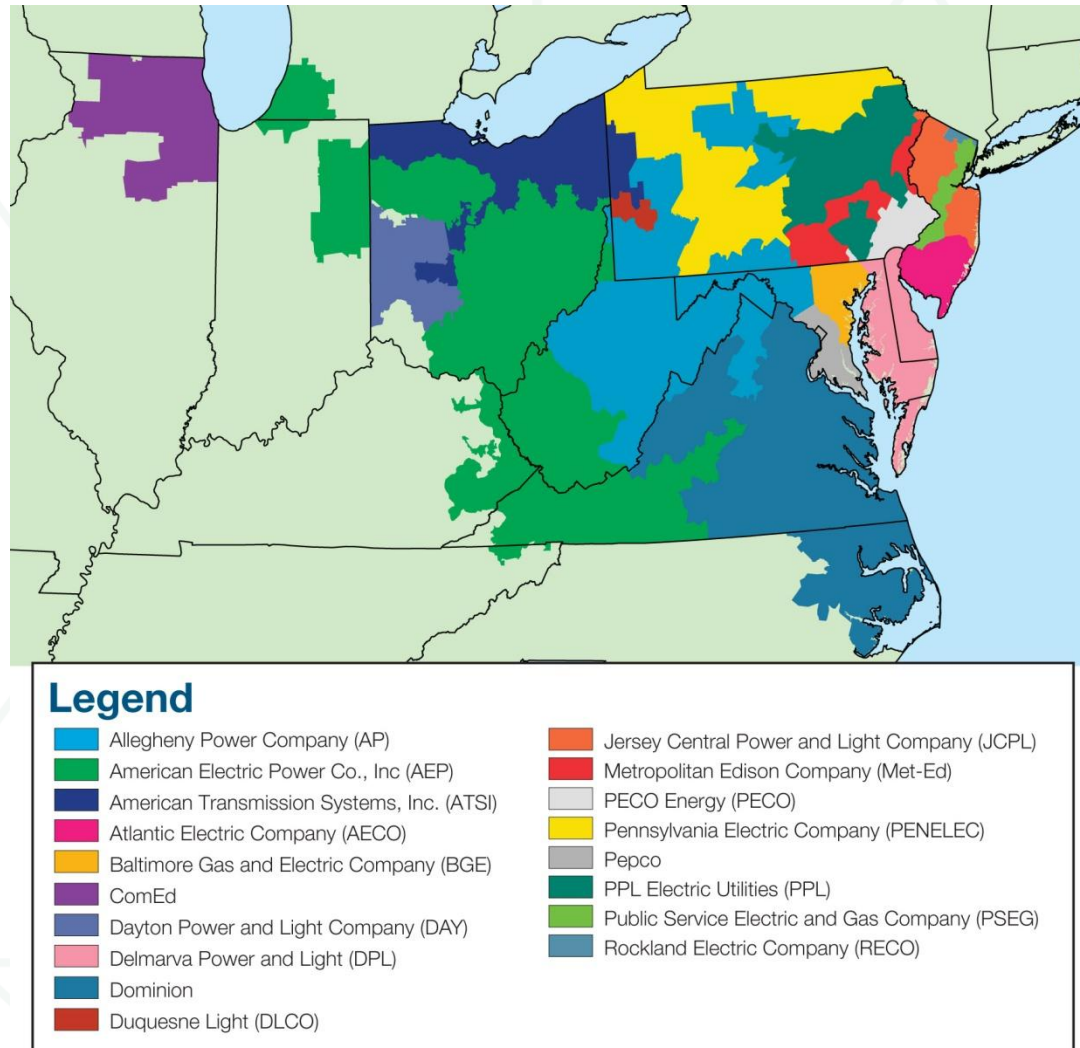 Legend
Allegheny Power Company (AP)
American Electric Power Co., Inc (AEP)
American Transmission Systems, Inc. (ATSI)
Atlantic Electric Company (AECO)
Baltimore Gas and Electric Company (BGE)
ComEd
Dayton Power and Light Company (DAY)
Delmarva Power and Light (DPL)
Dominion
Duquesne Light (DLCO)
Jersey Central Power and Light Company (JCPL)
Metropolitan Edison Company (Met-Ed)
PECO Energy (PECO)
Pennsylvania Electric Company (PENELEC)
Pepco
PPL Electric Utilities (PPL)
Public Service Electric and Gas Company (PSEG)
Rockland Electric Company (RECO)